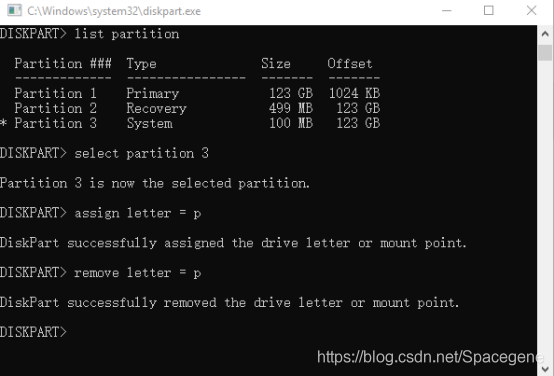 C:\Windows\system32\diskpart.exe
DISKPART> list partition
Partition ### Type Size Offset
------------- ---------------- ------- -------
Partition 1 Primary 123 GB 1024 KB
Partition 2 Recovery 499 MB 123 GB
* Partition 3 System 100 MB 123 GB
DISKPART> select partition 3
Partition 3 is now the selected partition.
DISKPART> assign letter = p
DiskPart successfully assigned the drive letter or mount point.
DISKPART> remove letter = p
DiskPart successfully removed the drive letter or mount point.
DISKPART>
https://blog.csdn.net/Spacegene